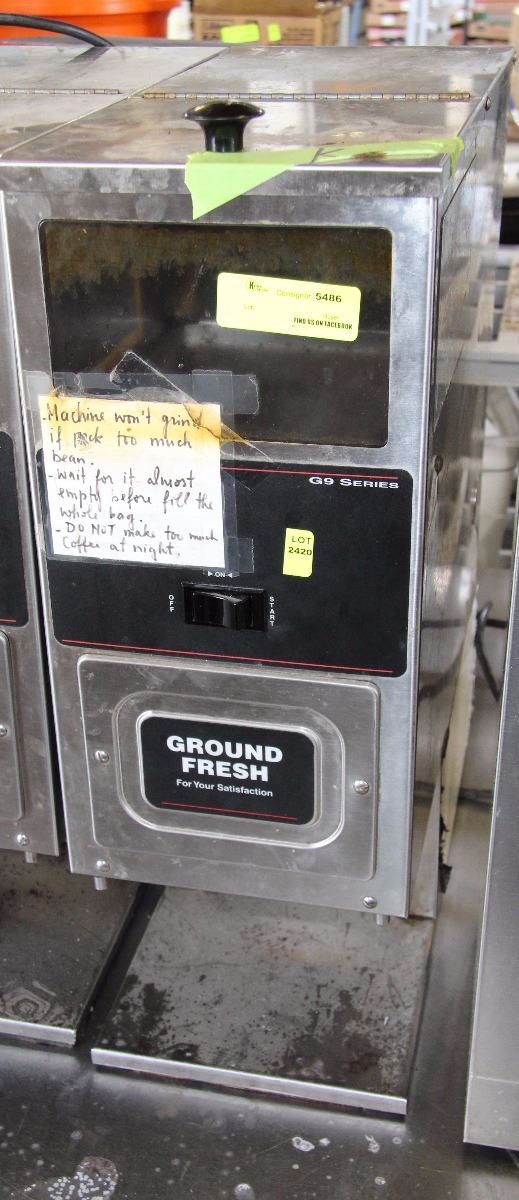 Consignor 5486
Lot:
FIND US ON FACEBOOK
- Machine won't grind
if pack too much
bean.
- wait for it almost
empty before fill the
whole bag
- DO NOT make too much
Coffee at night.
G9 SERIES
LOT
2420
ON
OFF
START
GROUND
FRESH
For Your Satisfaction